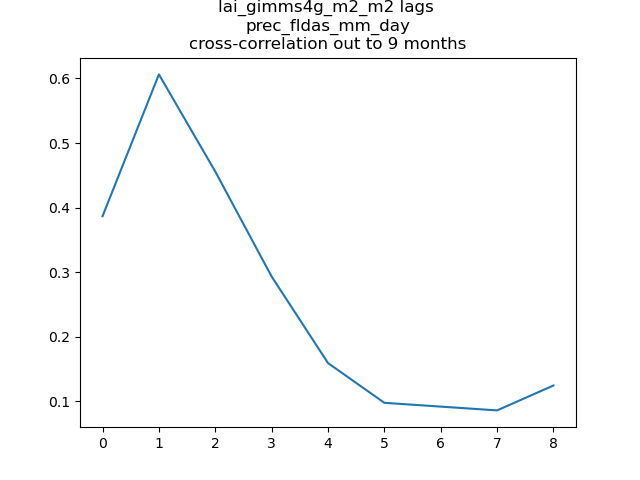 lai_gimms4g_m2_m2 lags
prec_fldas_mm_day
cross-correlation out to 9 months
0.6
0.5
0.4
0.3
0.2
0.1
0 1 2 3 4 5 6 7 8